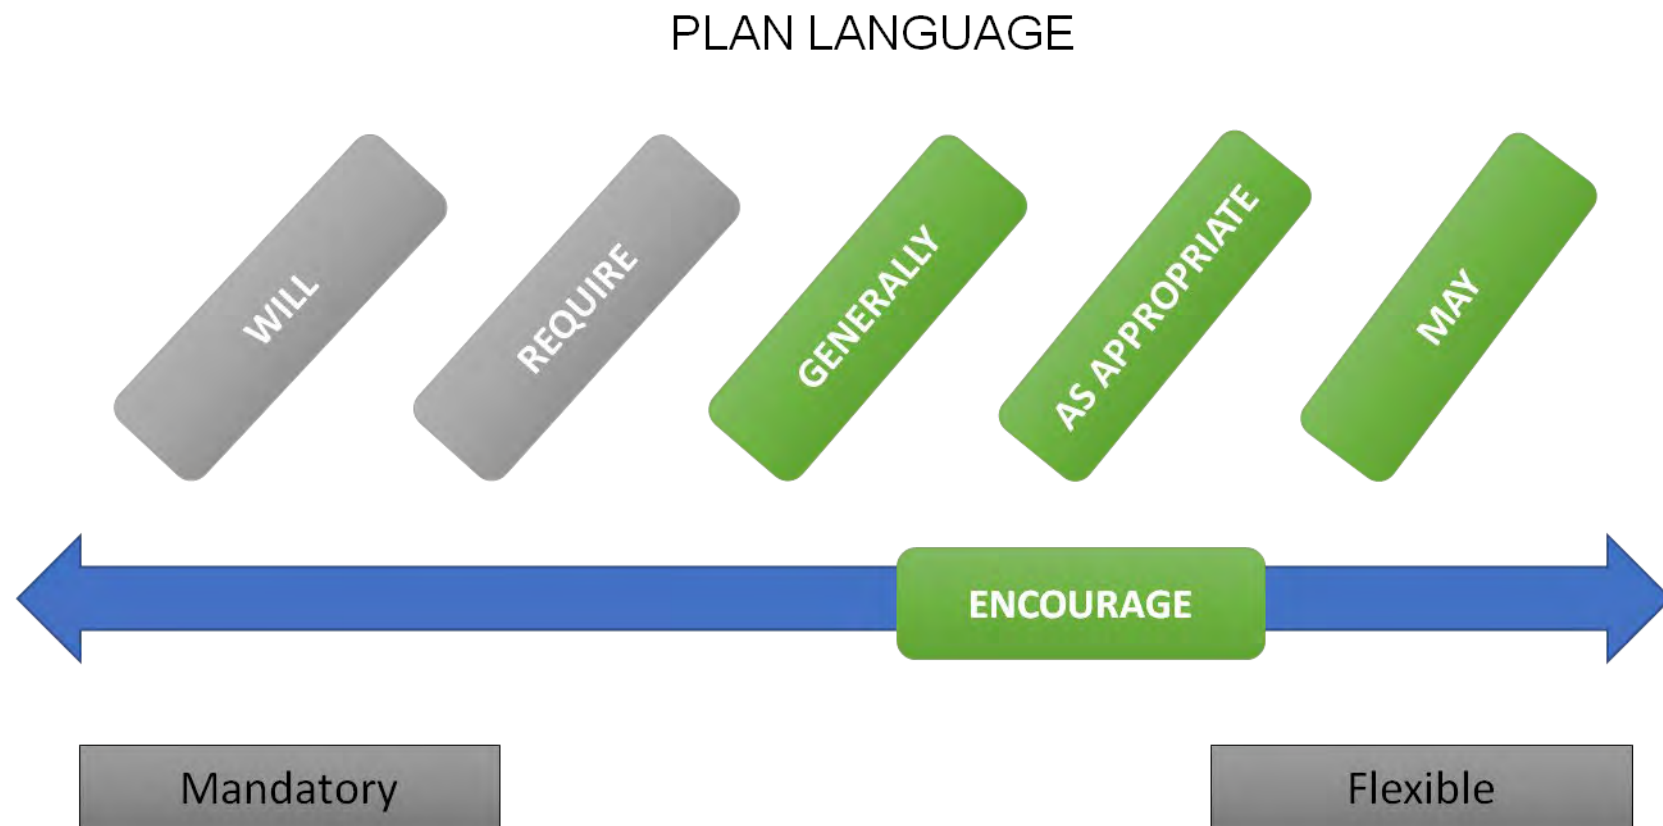 PLAN LANGUAGE
WILL
REQUIRE
GENERALLY
AS APPROPRIATE
MAY
ENCOURAGE
Mandatory
Flexible